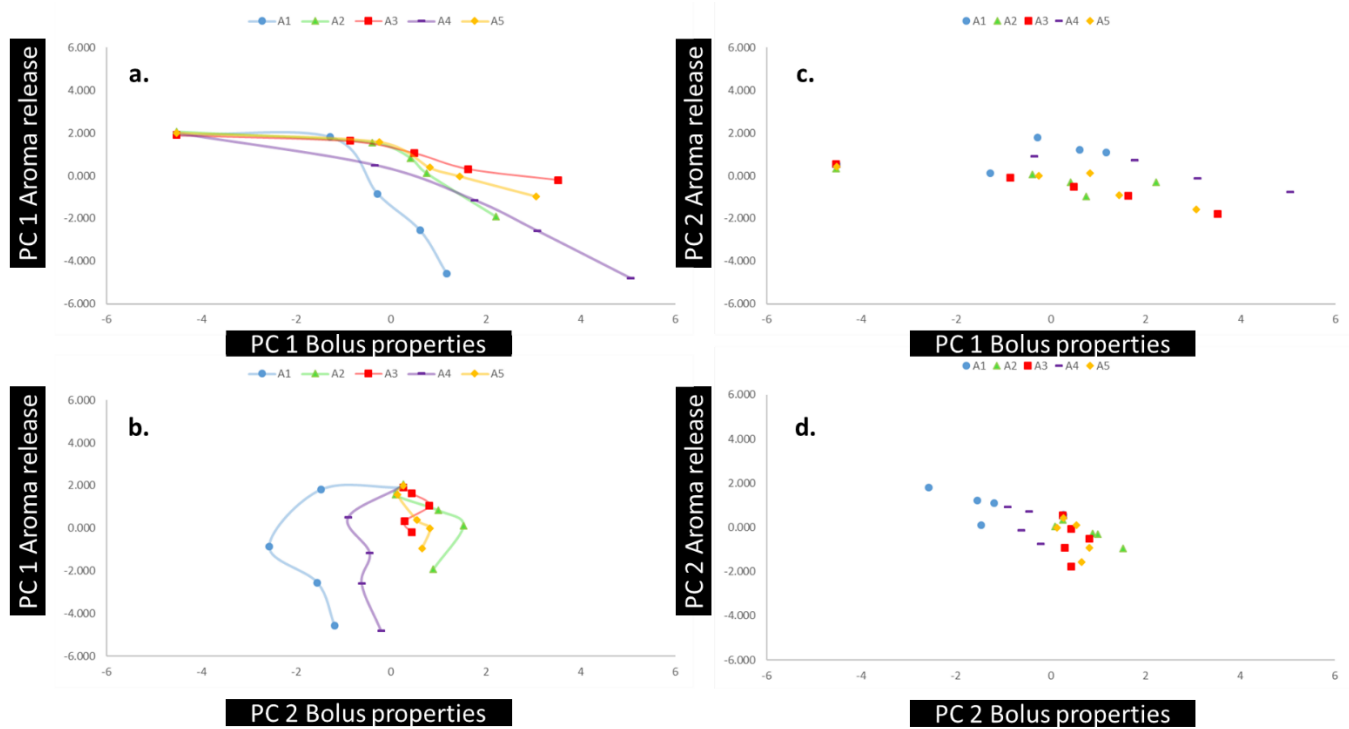 A1 A2 A3 A4 A5
PC 1 Aroma release
a.
6.000
4.000
2.000
0.000
-2.000
-4.000
-6.000
-6 -4 -2 0 2 4 6
PC 1 Bolus properties
A1 A2 A3 A4 A5
PC 2 Aroma release
c.
6.000
4.000
2.000
0.000
-2.000
-4.000
-6.000
-6 -4 -2 0 2 4 6
PC 1 Bolus properties
A1 A2 A3 A4 A5
PC 1 Aroma release
b.
6.000
4.000
2.000
0.000
-2.000
-4.000
-6.000
-6 -4 -2 0 2 4 6
PC 2 Bolus properties
A1 A2 A3 A4 A5
PC 2 Aroma release
d.
6.000
4.000
2.000
0.000
-2.000
-4.000
-6.000
-6 -4 -2 0 2 4 6
PC 2 Bolus properties